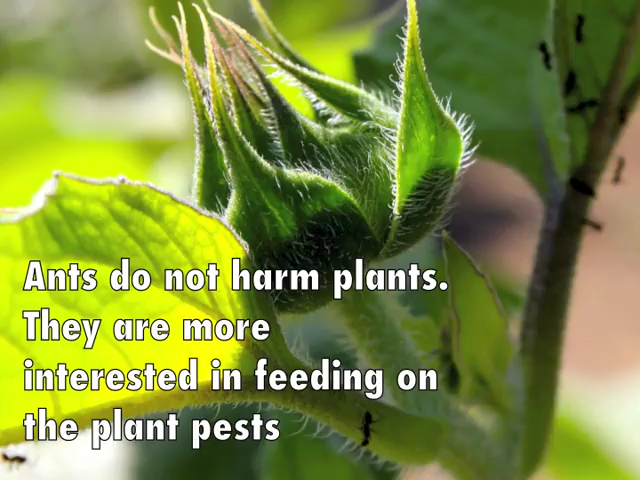 Ants do not harm plants.
They are more
interested in feeding on
the plant pests